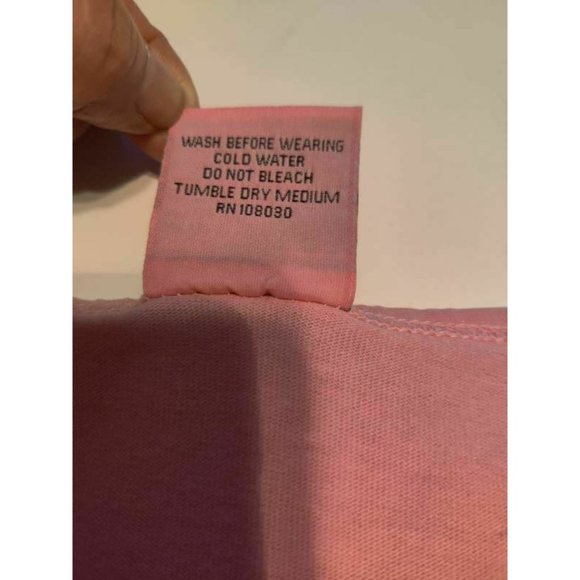 WASH BEFORE WEARING
COLD WATER
DO NOT BLEACH
TUMBLE DRY MEDIUM
RN 108030